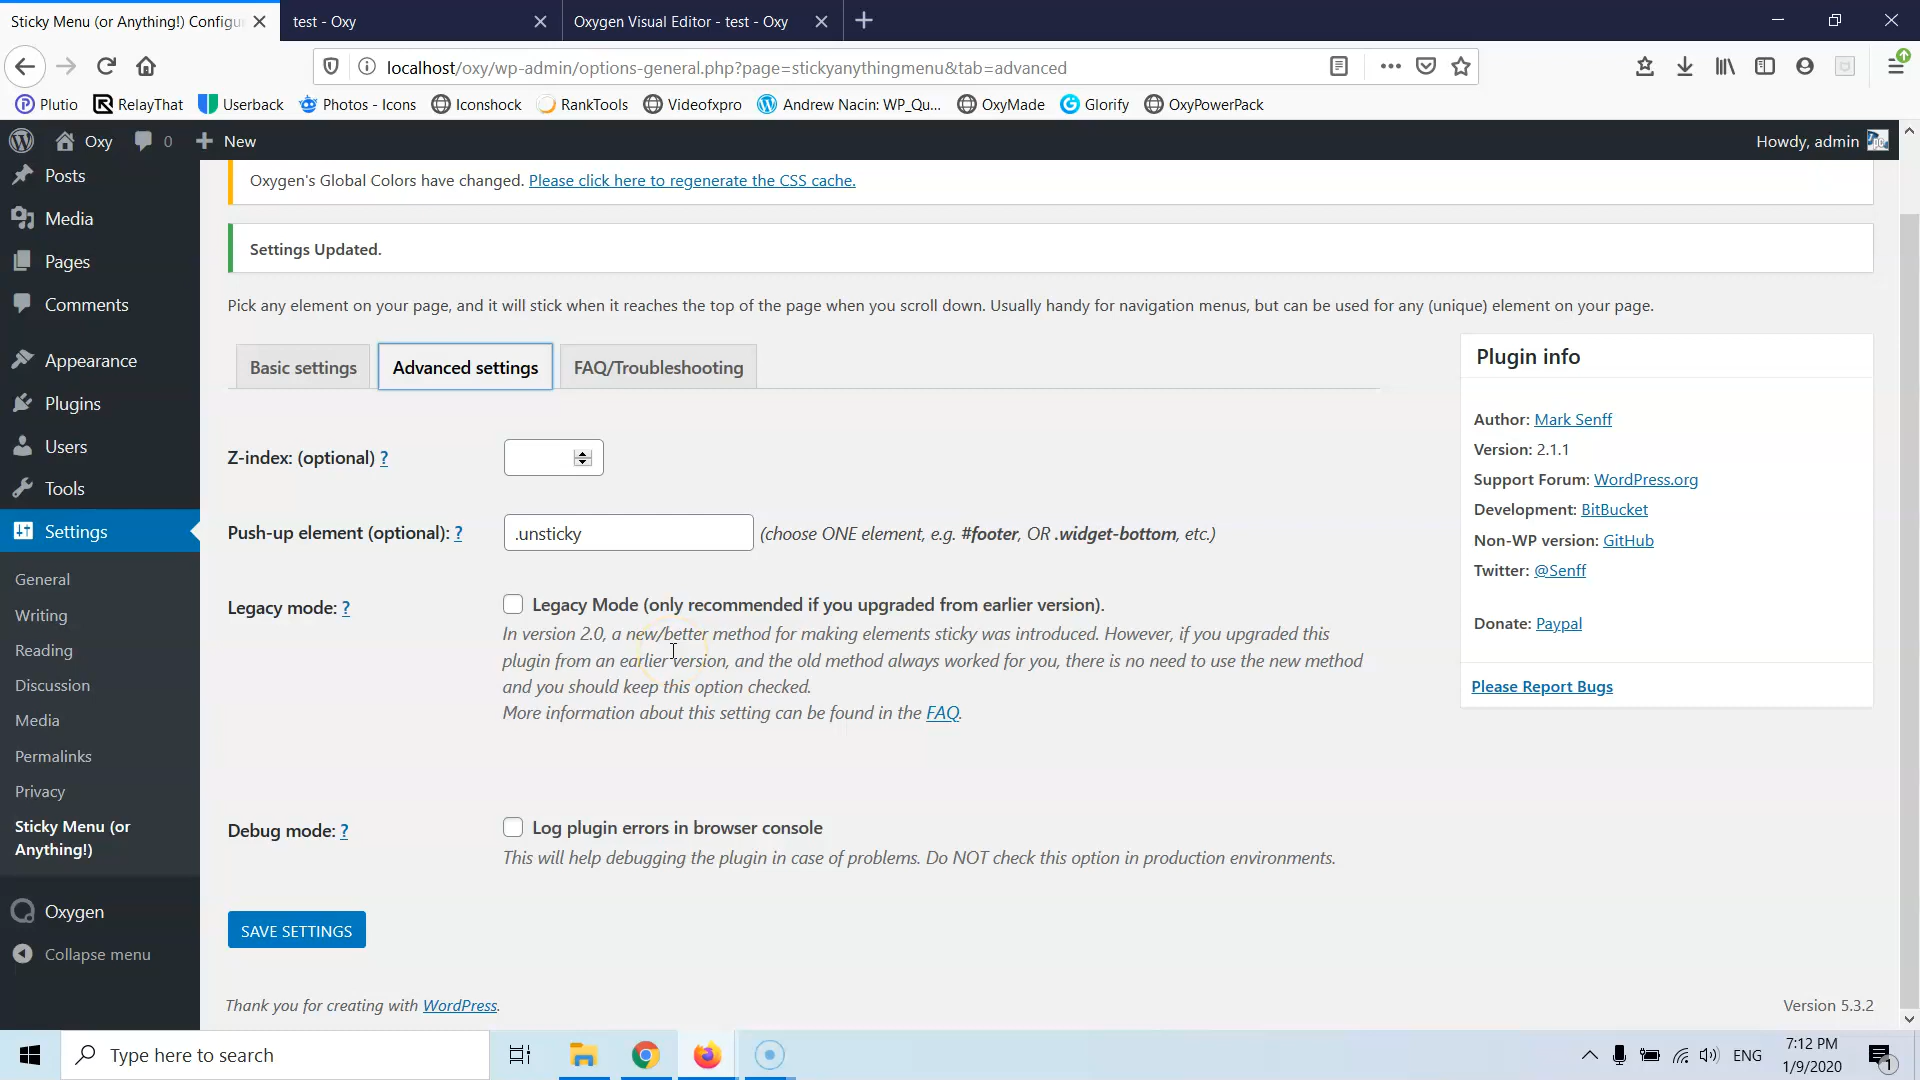 Sticky Menu (or Anything!) Configu
test - Oxy
Oxygen Visual Editor - test - Oxy
localhost/oxy/wp-admin/options-general.php?page=stickyanythingmenu&tab=advanced
Plutio
RelayThat
Userback
Photos - Icons
Iconshock
RankTools
Videofxpro
Andrew Nacin: WP_Qu...
OxyMade
Glorify
OxyPowerPack
Oxy
0
New
Howdy, admin
Posts
Media
Pages
Comments
Appearance
Plugins
Users
Tools
Settings
General
Writing
Reading
Discussion
Media
Permalinks
Privacy
Sticky Menu (or
Anything!)
Oxygen
Collapse menu
Oxygen's Global Colors have changed. Please click here to regenerate the CSS cache.
Settings Updated.
Pick any element on your page, and it will stick when it reaches the top of the page when you scroll down. Usually handy for navigation menus, but can be used for any (unique) element on your page.
Basic settings
Advanced settings
FAQ/Troubleshooting
Z-index: (optional) ?
Push-up element (optional): ?
.unsticky
(choose ONE element, e.g. #footer, OR .widget-bottom, etc.)
Legacy mode: ?
Legacy Mode (only recommended if you upgraded from earlier version).
In version 2.0, a new/better method for making elements sticky was introduced. However, if you upgraded this
plugin from an earlier version, and the old method always worked for you, there is no need to use the new method
and you should keep this option checked.
More information about this setting can be found in the FAQ.
Debug mode: ?
Log plugin errors in browser console
This will help debugging the plugin in case of problems. Do NOT check this option in production environments.
SAVE SETTINGS
Plugin info
Author: Mark Senff
Version: 2.1.1
Support Forum: WordPress.org
Development: BitBucket
Non-WP version: GitHub
Twitter: @Senff
Donate: Paypal
Please Report Bugs
Thank you for creating with WordPress.
Version 5.3.2
Type here to search
ENG
7:12 PM
1/9/2020
1